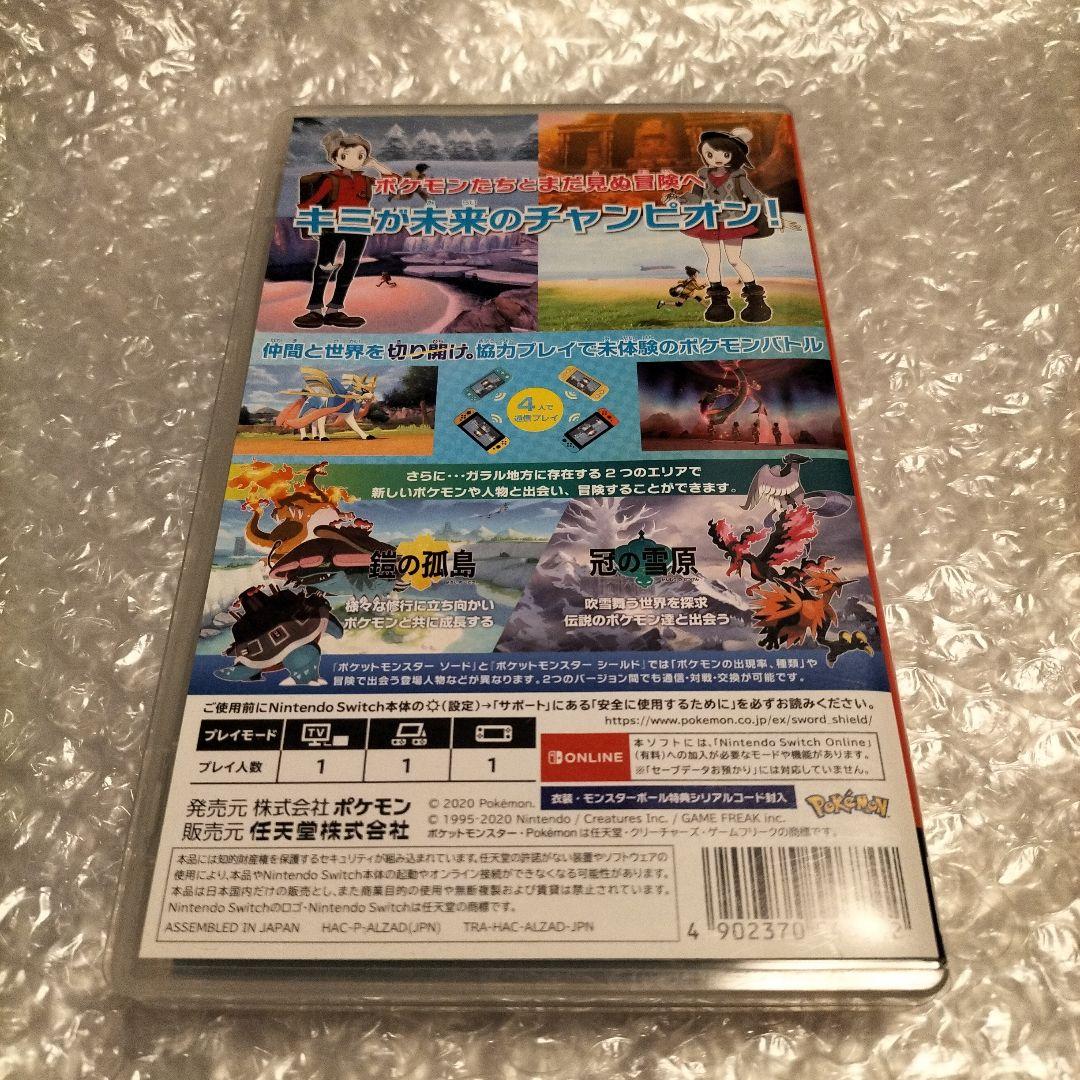 ポケモンたちとまだ見ぬ冒険へ
キミが未来のチャンピオン!
仲間と世界を切り開け。協力プレイで未体験のポケモンバトル
4人で
通信プレイ
さらに・・・ガラル地方に存在する2つのエリアで
新しいポケモンや人物と出会い、冒険することができます。
鎧の孤島
様々な修行に立ち向かい
ポケモンと共に成長する
冠の雪原
吹雪舞う世界を探求
伝説のポケモン達と出会う
『ポケットモンスター ソード』と『ポケットモンスター シールド』では「ポケモンの出現率、種類」や
冒険で出会う登場人物などが異なります。2つのバージョン間でも通信・対戦・交換が可能です。
ご使用前にNintendo Switch本体の(設定)→「サポート」にある「安全に使用するために」を必ずお読みください。
https://www.pokemon.co.jp/ex/sword_shield/
プレイモード TV
プレイ人数 1 1 1
ONLINE
本ソフトには、「Nintendo Switch Online」
(有料)への加入が必要なモードや機能があります。
※「セーブデータお預かり」には対応していません。
発売元 株式会社ポケモン
販売元 任天堂株式会社
© 2020 Pokémon.
衣装・モンスターボール特典シリアルコード封入
POKÉMON
© 1995-2020 Nintendo / Creatures Inc. / GAME FREAK inc.
ポケットモンスター・Pokémonは任天堂・クリーチャーズ・ゲームフリークの商標です。
本品には知的財産権を保護するセキュリティが組み込まれています。任天堂の許諾がない装置やソフトウェアの
使用により、本品やNintendo Switch本体の起動やオンライン接続ができなくなる可能性があります。
本品は日本国内だけの販売とし、また商業目的の使用や無断複製および賃貸は禁止されています。
Nintendo Switchのロゴ・Nintendo Switchは任天堂の商標です。
ASSEMBLED IN JAPAN HAC-P-ALZAD(JPN) TRA-HAC-ALZAD-JPN
4 902370 2